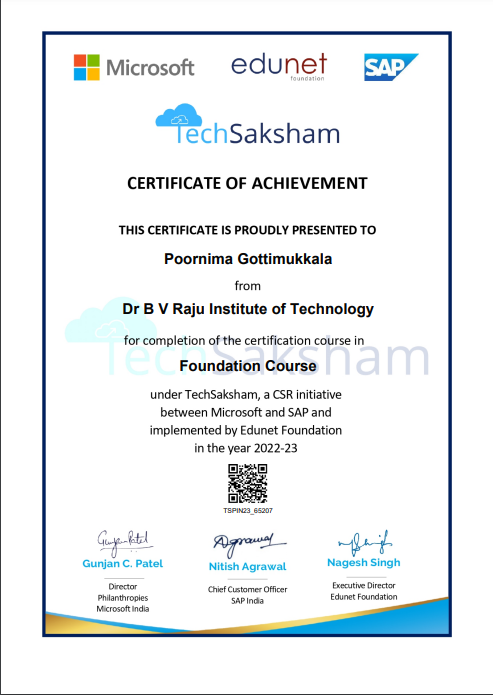 Microsoft
edunet
foundation
SAP
TechSaksham
CERTIFICATE OF ACHIEVEMENT
THIS CERTIFICATE IS PROUDLY PRESENTED TO
Poornima Gottimukkala
from
Dr B V Raju Institute of Technology
for completion of the certification course in
TechSaksham
Foundation Course
under TechSaksham, a CSR initiative
between Microsoft and SAP and
implemented by Edunet Foundation
in the year 2022-23
TSPIN23_65207
Gunjan Patel
Agrawal
Gunjan C. Patel
Nitish Agrawal
Nagesh Singh
Director
Philanthropies
Microsoft India
Chief Customer Officer
SAP India
Executive Director
Edunet Foundation